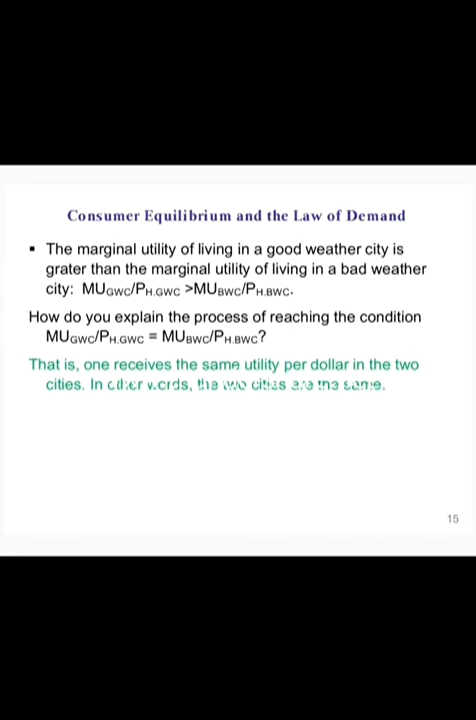 Consumer Equilibrium and the Law of Demand
▪ The marginal utility of living in a good weather city is
grater than the marginal utility of living in a bad weather
city: MUGWC/PH.GWC >MUBWC/PH.BWC.
How do you explain the process of reaching the condition
MUGWC/PH.GWC = MUBWC/PH.BWC?
That is, one receives the same utility per dollar in the two
cities. In other words, the two cities are the same.
15